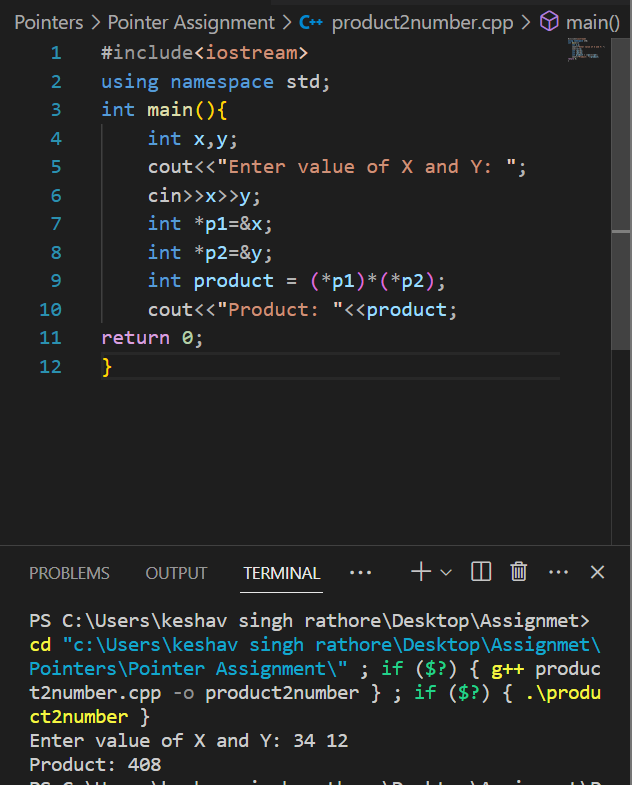 Pointers > Pointer Assignment > C++ product2number.cpp > main()
1 #include<iostream>
2 using namespace std;
3 int main(){
4 int x,y;
5 cout<<"Enter value of X and Y: ";
6 cin>>x>>y;
7 int *p1=&x;
8 int *p2=&y;
9 int product = (*p1)*(*p2);
10 cout<<"Product: "<<product;
11 return 0;
12 }
PROBLEMS OUTPUT TERMINAL
PS C:\Users\keshav singh rathore\Desktop\Assignmet>
cd "c:\Users\keshav singh rathore\Desktop\Assignmet\
Pointers\Pointer Assignment\" ; if ($?) { g++ produc
t2number.cpp -o product2number } ; if ($?) { .\produ
ct2number }
Enter value of X and Y: 34 12
Product: 408